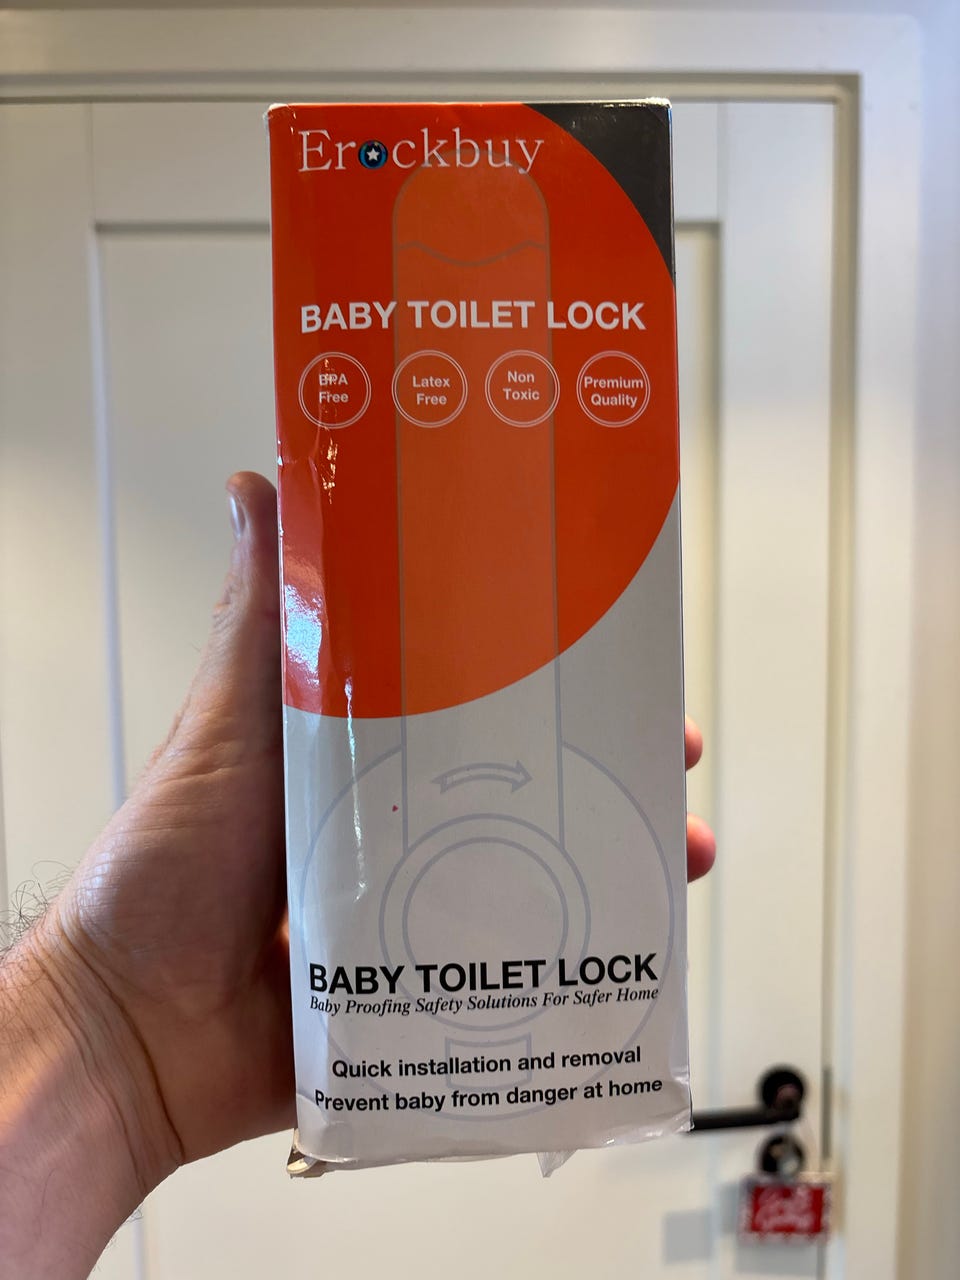 Erockbuy
BABY TOILET LOCK
BPA
Free
Latex
Free
Non
Toxic
Premium
Quality
BABY TOILET LOCK
Baby Proofing Safety Solutions For Safer Home
Quick installation and removal
Prevent baby from danger at home